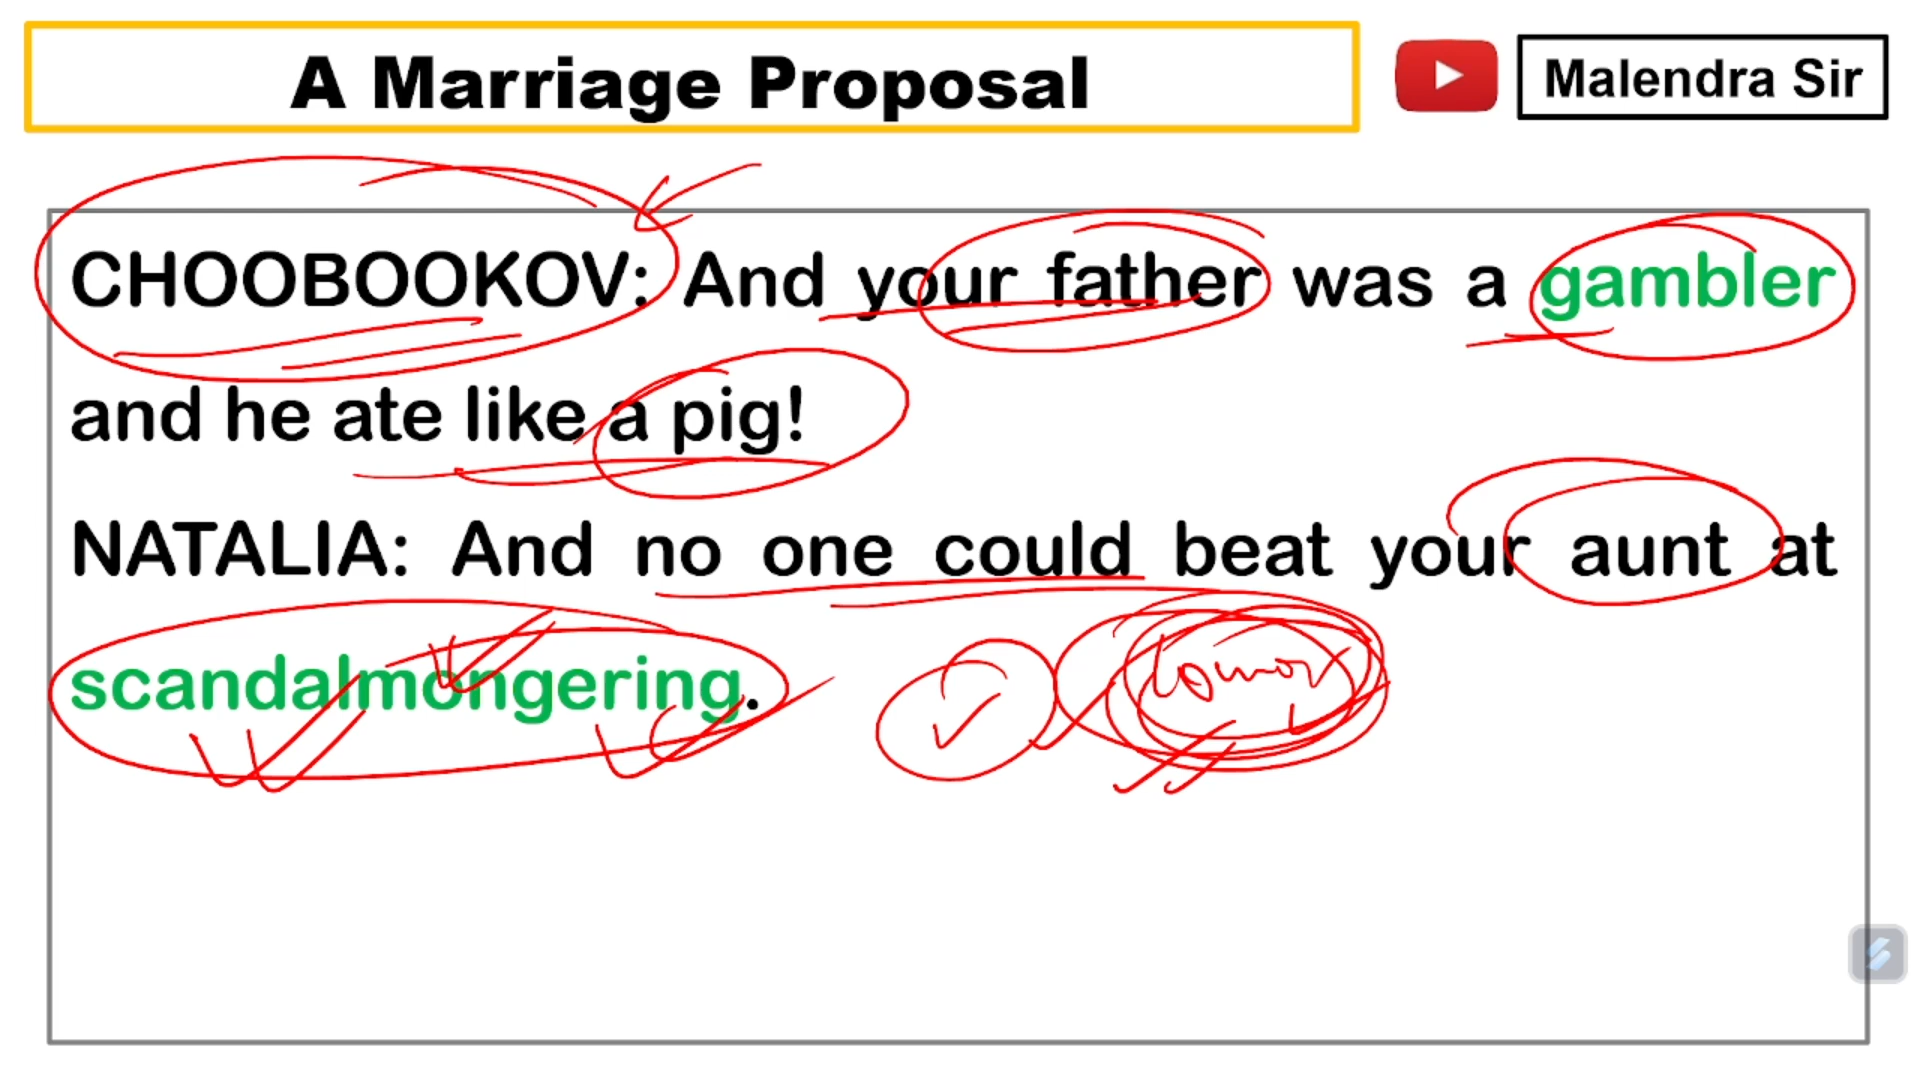 A Marriage Proposal
Malendra Sir
CHOOBOOKOV: And your father was a gambler
and he ate like a pig!
NATALIA: And no one could beat your aunt at
scandalmongering.
Lomov